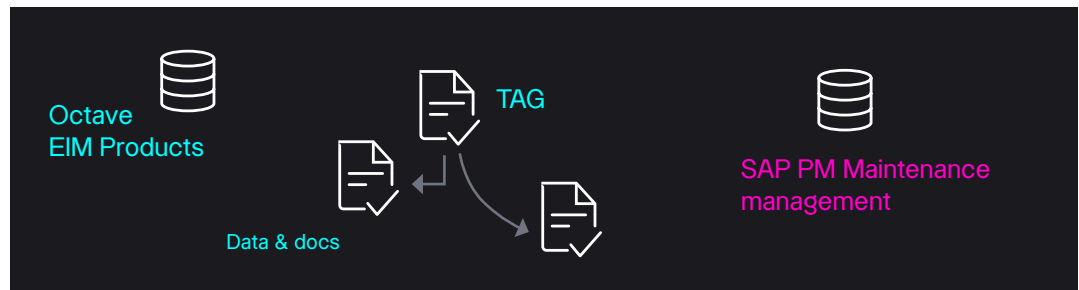 Octave
EIM Products
TAG
Data & docs
SAP PM Maintenance
management